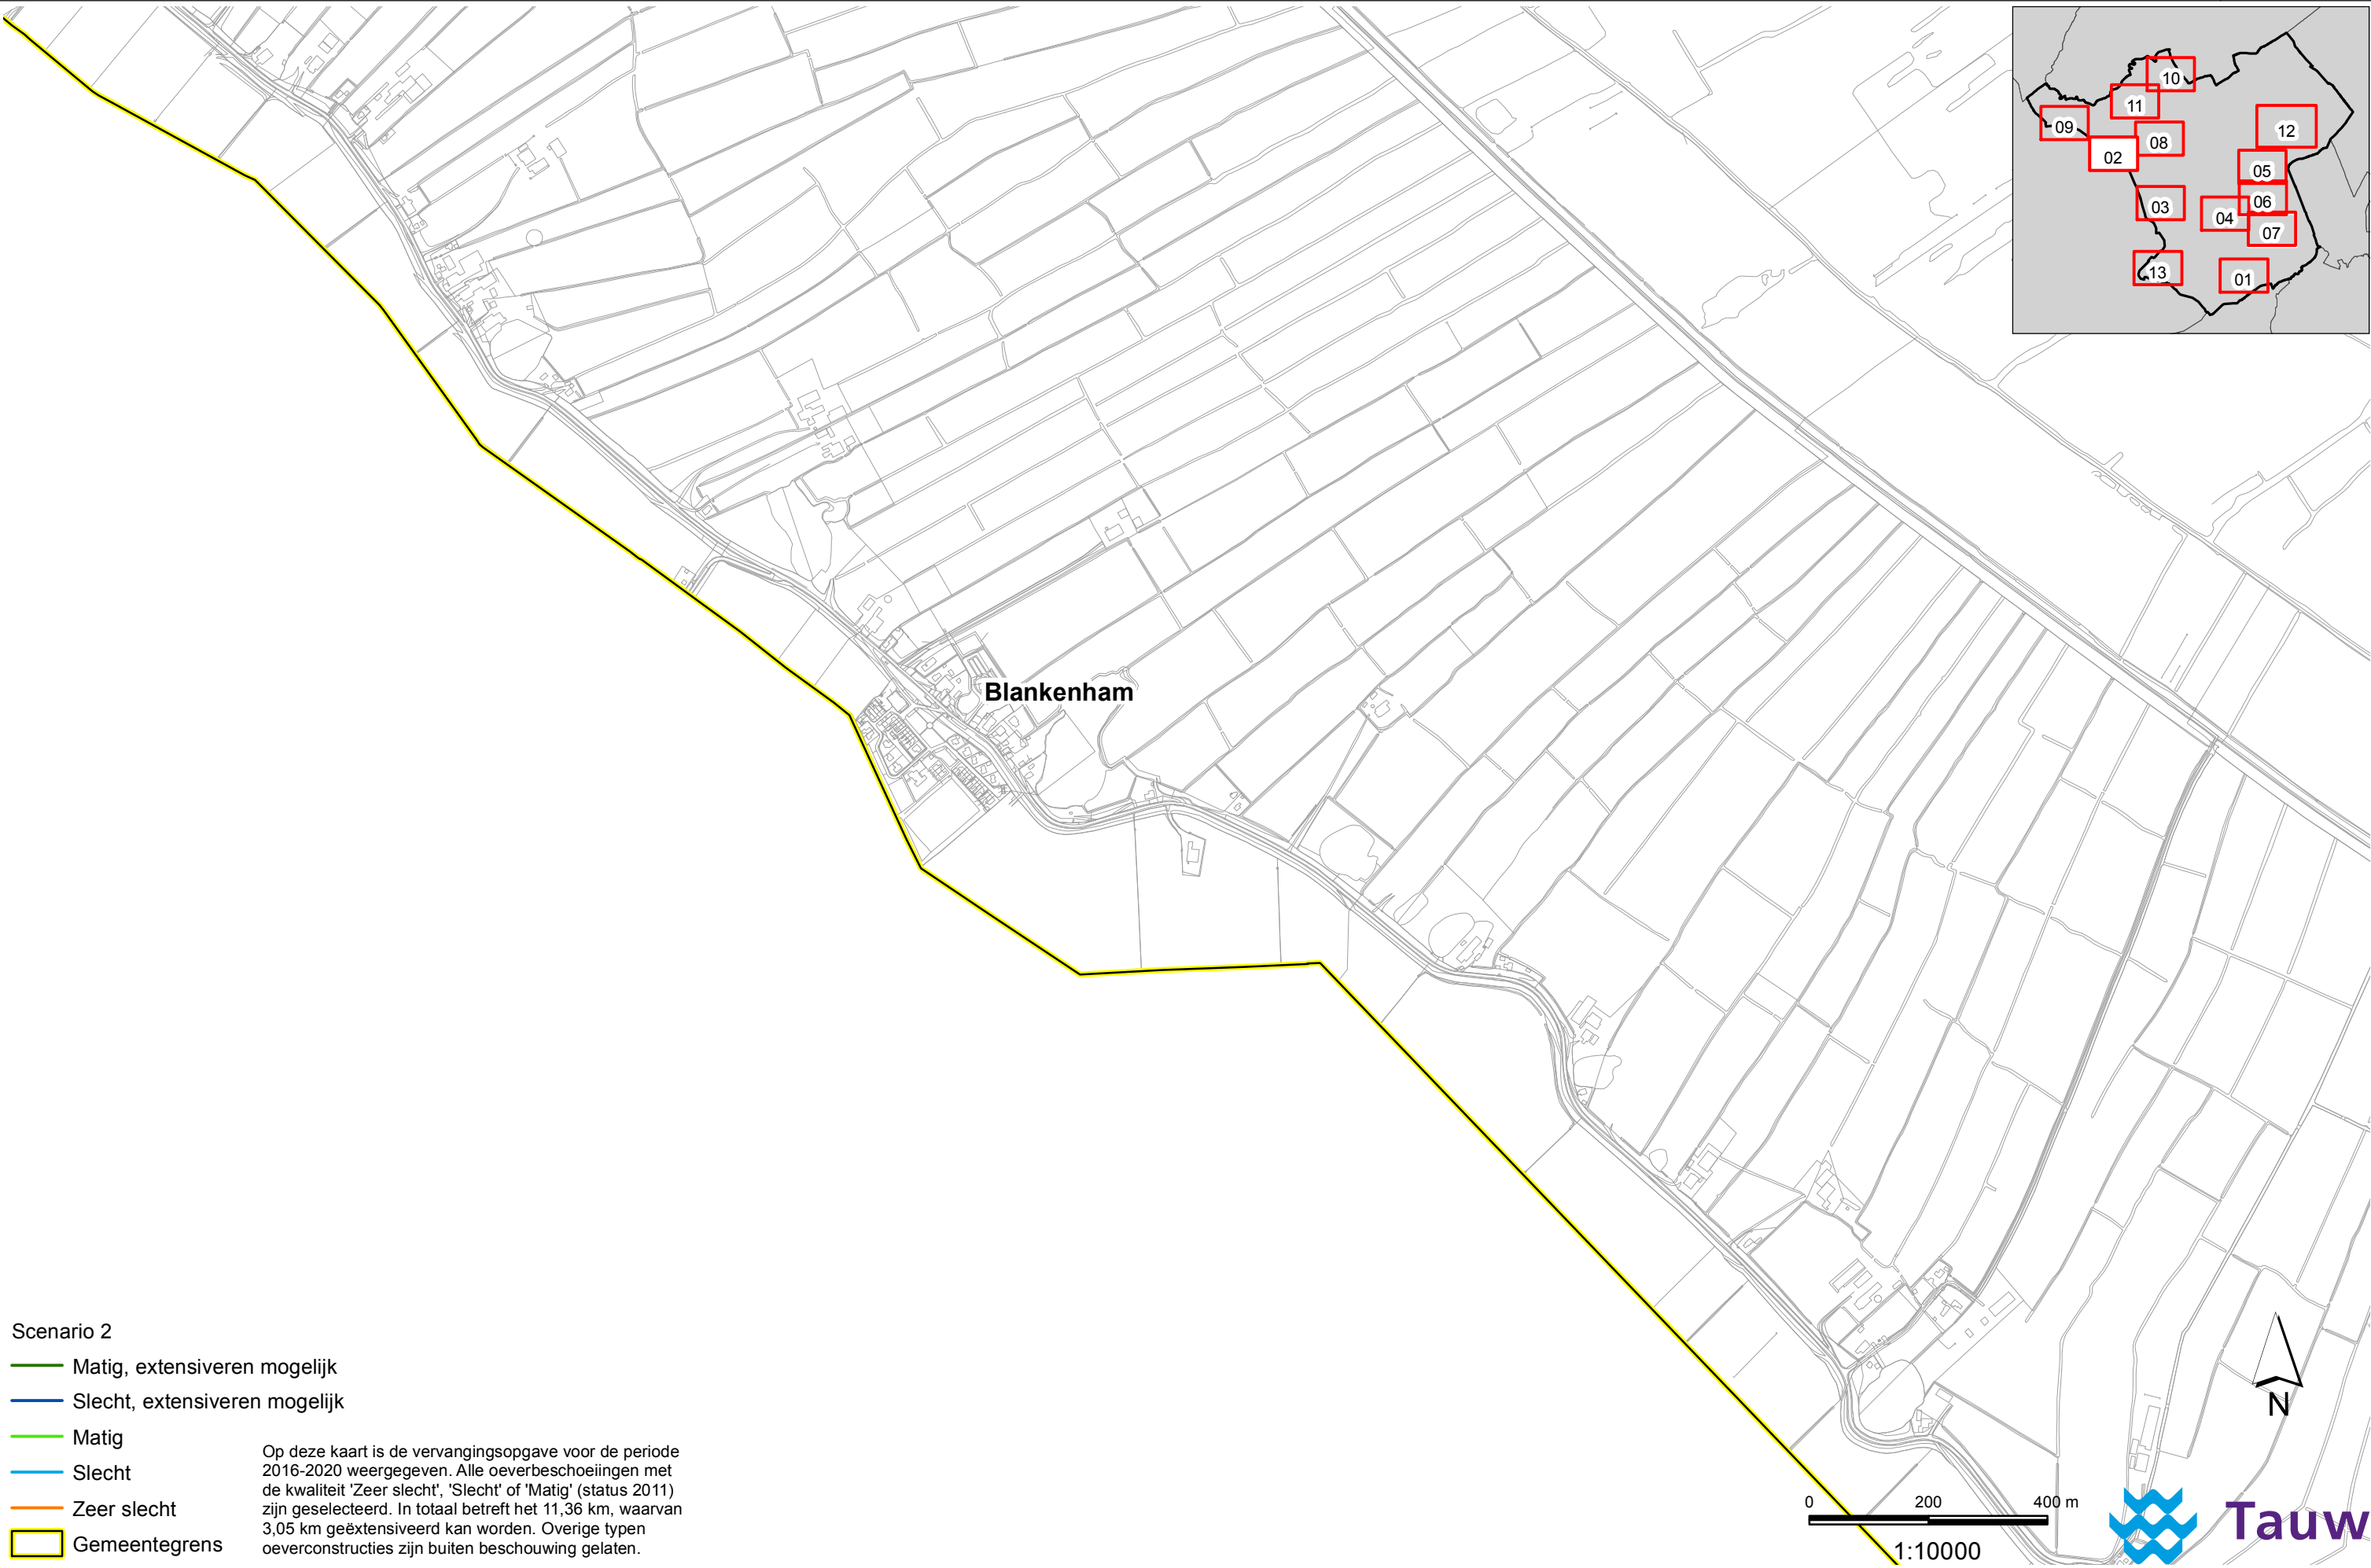 10
11
09
12
08
02
05
03
06
04
07
13
01
Blankenham
Scenario 2
Matig, extensiveren mogelijk
Slecht, extensiveren mogelijk
Matig
Slecht
Zeer slecht
Gemeentegrens
Op deze kaart is de vervangingsopgave voor de periode
2016-2020 weergegeven. Alle oeverbeschoeiingen met
de kwaliteit 'Zeer slecht', 'Slecht' of 'Matig' (status 2011)
zijn geselecteerd. In totaal betreft het 11,36 km, waarvan
3,05 km geëxtensiveerd kan worden. Overige typen
oeverconstructies zijn buiten beschouwing gelaten.
N
0 200 400 m
1:10000
Tauw